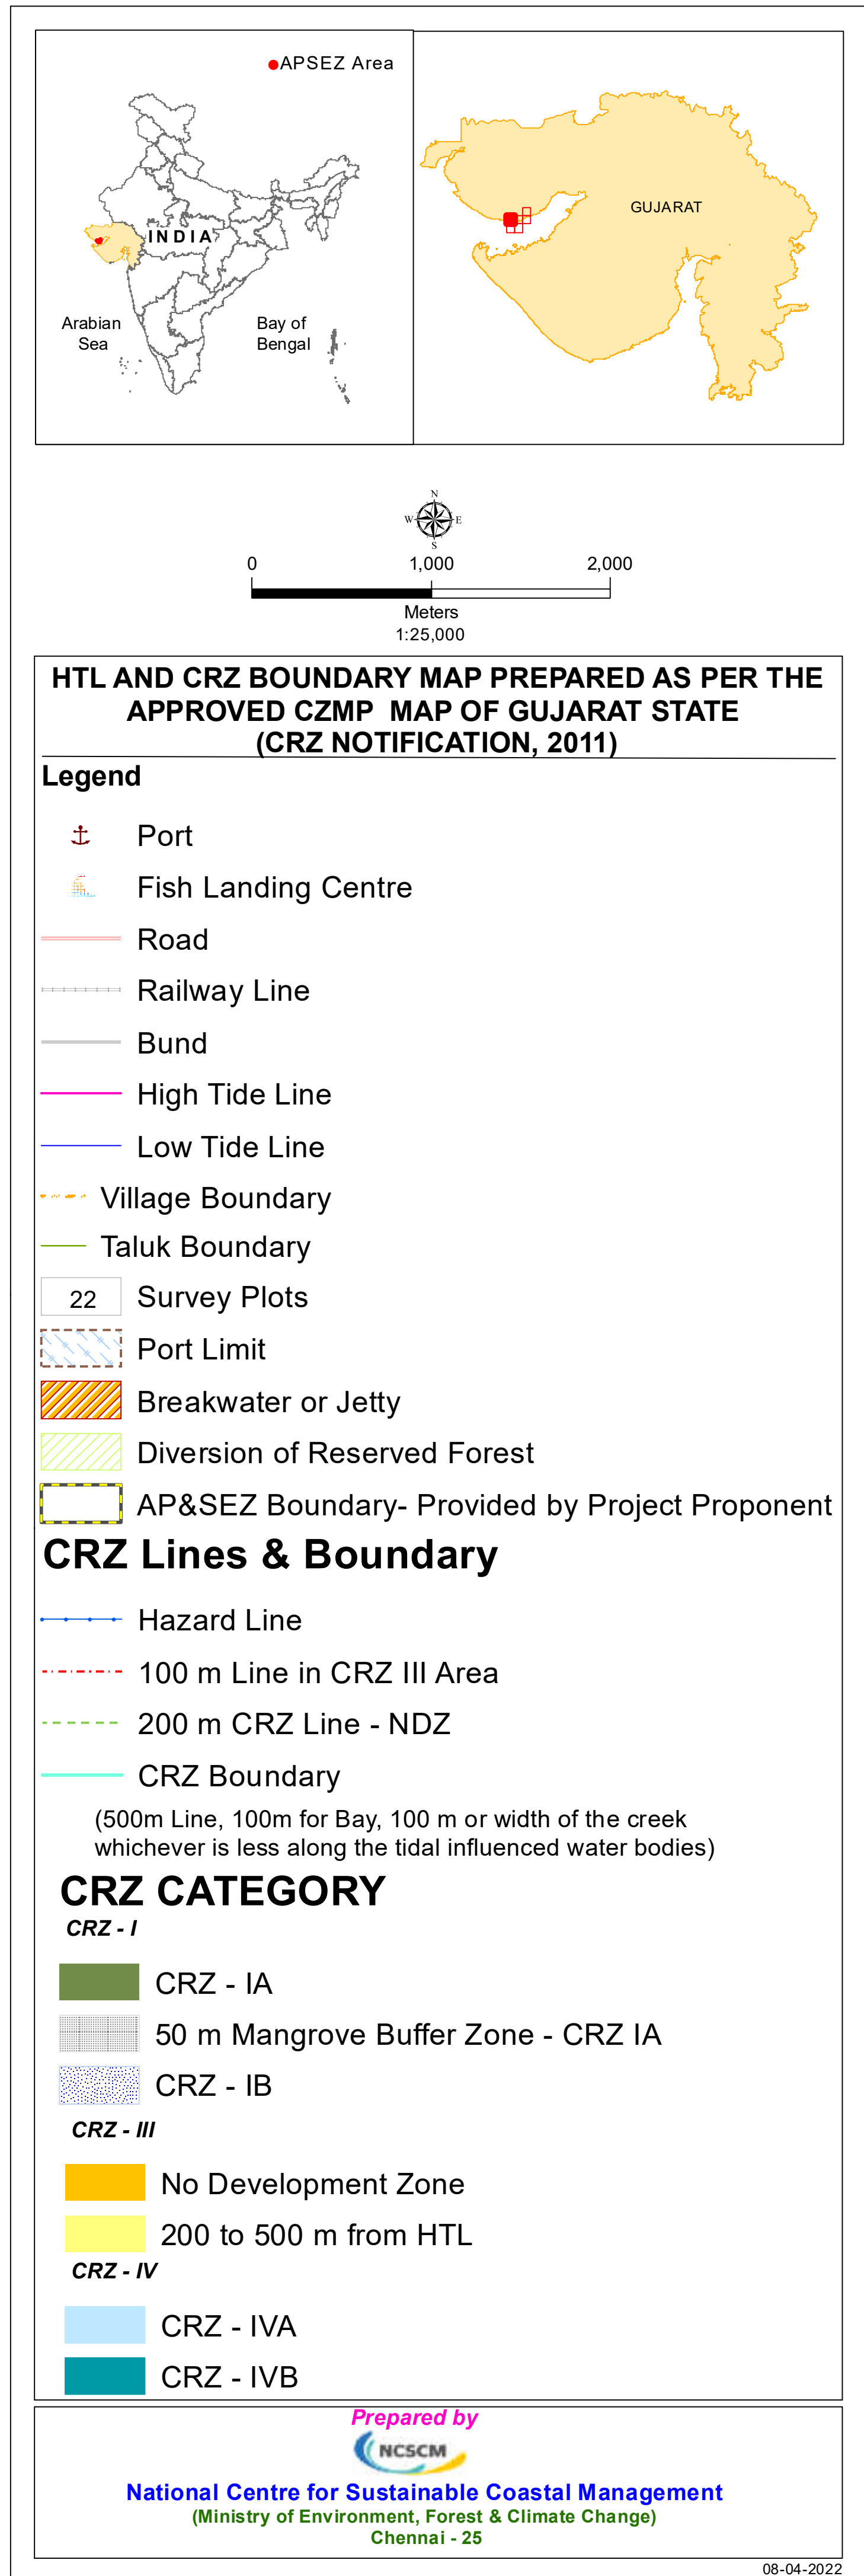 APSEZ Area
INDIA
Arabian
Sea
Bay of
Bengal
GUJARAT
N
W E
S
0 1,000 2,000
Meters
1:25,000
HTL AND CRZ BOUNDARY MAP PREPARED AS PER THE
APPROVED CZMP MAP OF GUJARAT STATE
(CRZ NOTIFICATION, 2011)
Legend
Port
Fish Landing Centre
Road
Railway Line
Bund
High Tide Line
Low Tide Line
Village Boundary
Taluk Boundary
22 Survey Plots
Port Limit
Breakwater or Jetty
Diversion of Reserved Forest
AP&SEZ Boundary- Provided by Project Proponent
CRZ Lines & Boundary
Hazard Line
100 m Line in CRZ III Area
200 m CRZ Line - NDZ
CRZ Boundary
(500m Line, 100m for Bay, 100 m or width of the creek
whichever is less along the tidal influenced water bodies)
CRZ CATEGORY
CRZ - I
CRZ - IA
50 m Mangrove Buffer Zone - CRZ IA
CRZ - IB
CRZ - III
No Development Zone
200 to 500 m from HTL
CRZ - IV
CRZ - IVA
CRZ - IVB
Prepared by
NCSCM
National Centre for Sustainable Coastal Management
(Ministry of Environment, Forest & Climate Change)
Chennai - 25
08-04-2022